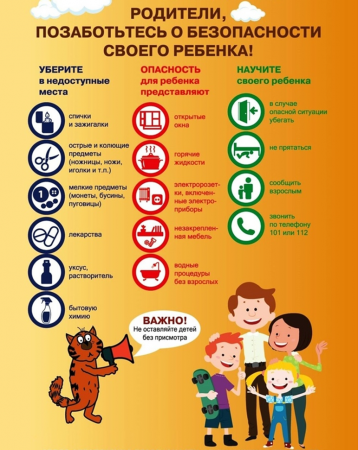 РОДИТЕЛИ,
ПОЗАБОТЬТЕСЬ О БЕЗОПАСНОСТИ
СВОЕГО РЕБЕНКА!
УБЕРИТЕ
в недоступные
места
спички
и зажигалки
острые и колющие
предметы
(ножницы, ножи,
иголки и т.п.)
мелкие предметы
(монеты, бусины,
пуговицы)
лекарства
уксус,
растворитель
бытовую
химию
ОПАСНОСТЬ
для ребенка
представляют
открытые
окна
горячие
жидкости
электророзет-
ки, включен-
ные электро-
приборы
незакреплен-
ная мебель
водные
процедуры
без взрослых
НАУЧИТЕ
своего ребенка
в случае
опасной ситуации
убегать
не прятаться
сообщить
взрослым
звонить
по телефону
101 или 112
ВАЖНО!
Не оставляйте детей
без присмотра